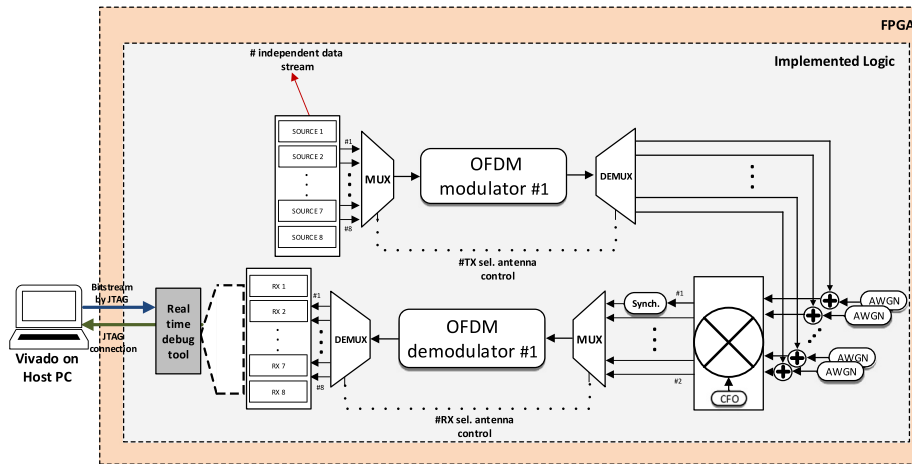 FPGA
Implemented Logic
# independent data
stream
SOURCE 1
SOURCE 2
SOURCE 7
SOURCE 8
#1
#8
MUX
OFDM
modulator #1
DEMUX
#TX sel. antenna
control
Bitstream
by JTAG
JTAG
connection
Vivado on
Host PC
Real
time
debug
tool
RX 1
RX 2
RX 7
RX 8
#1
#8
DEMUX
OFDM
demodulator #1
MUX
Synch.
#1
#2
CFO
AWGN
AWGN
AWGN
AWGN
#RX sel. antenna
control